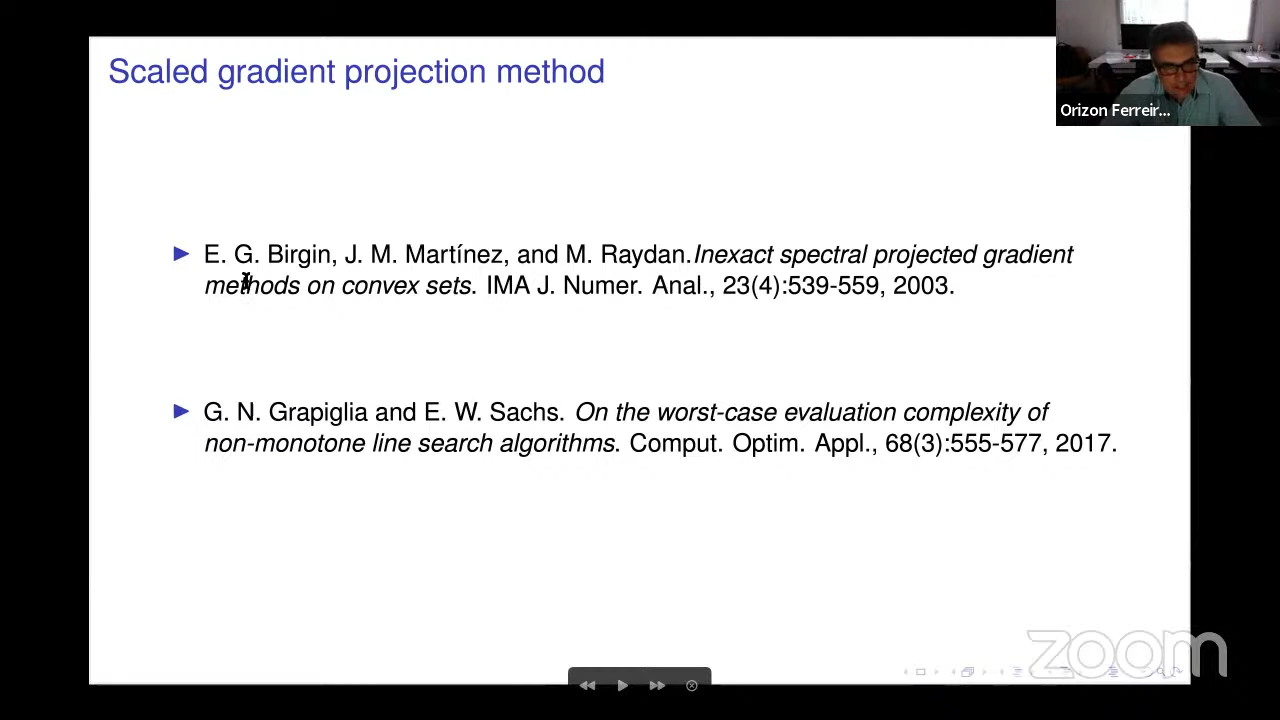 Scaled gradient projection method
Orizon Ferreir...
► E. G. Birgin, J. M. Martínez, and M. Raydan.Inexact spectral projected gradient
methods on convex sets. IMA J. Numer. Anal., 23(4):539-559, 2003.
► G. N. Grapiglia and E. W. Sachs. On the worst-case evaluation complexity of
non-monotone line search algorithms. Comput. Optim. Appl., 68(3):555-577, 2017.
zoom